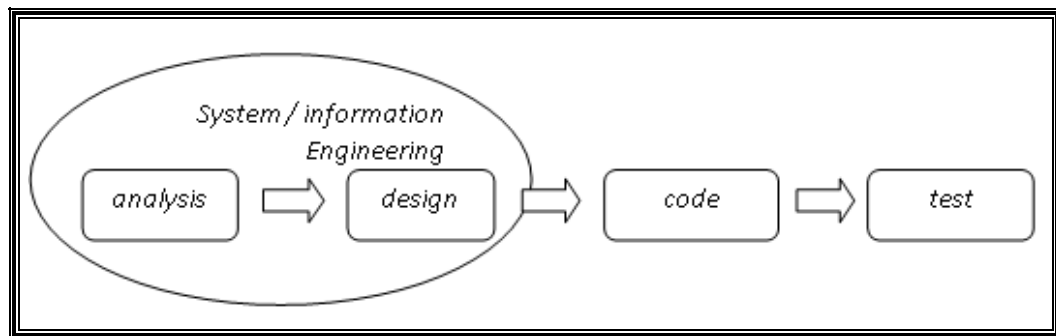 System / information
Engineering
analysis
design
code
test